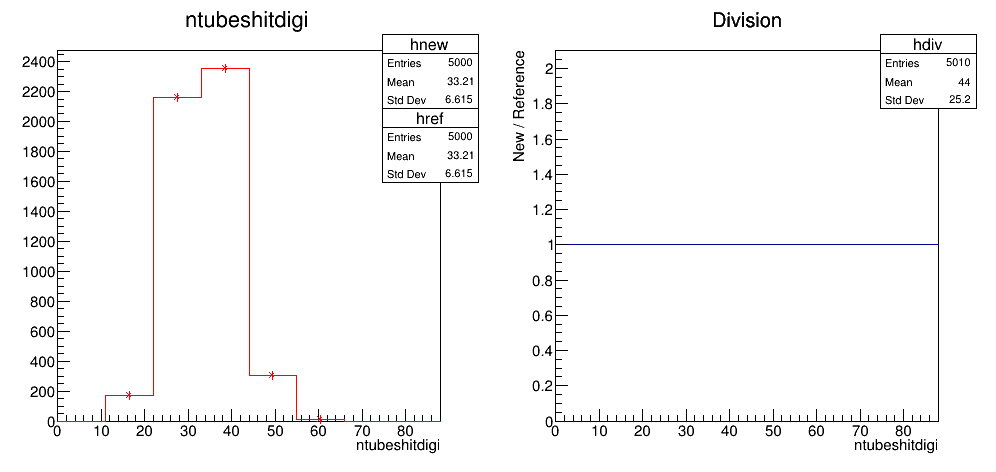 ntubeshitdigi
hnew
Entries 5000
Mean 33.21
Std Dev 6.615
href
Entries 5000
Mean 33.21
Std Dev 6.615
2400
2200
2000
1800
1600
1400
1200
1000
800
600
400
200
0
0 10 20 30 40 50 60 70 80
ntubeshitdigi
Division
hdiv
Entries 5010
Mean 44
Std Dev 25.2
New / Reference
2
1.8
1.6
1.4
1.2
1
0.8
0.6
0.4
0.2
0
0 10 20 30 40 50 60 70 80
ntubeshitdigi